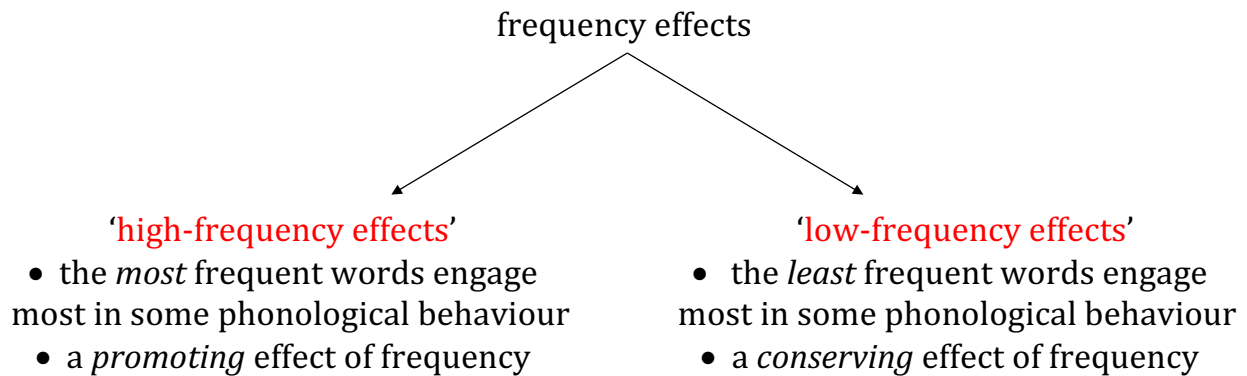 frequency effects
‘high-frequency effects’
• the most frequent words engage
most in some phonological behaviour
• a promoting effect of frequency
‘low-frequency effects’
• the least frequent words engage
most in some phonological behaviour
• a conserving effect of frequency